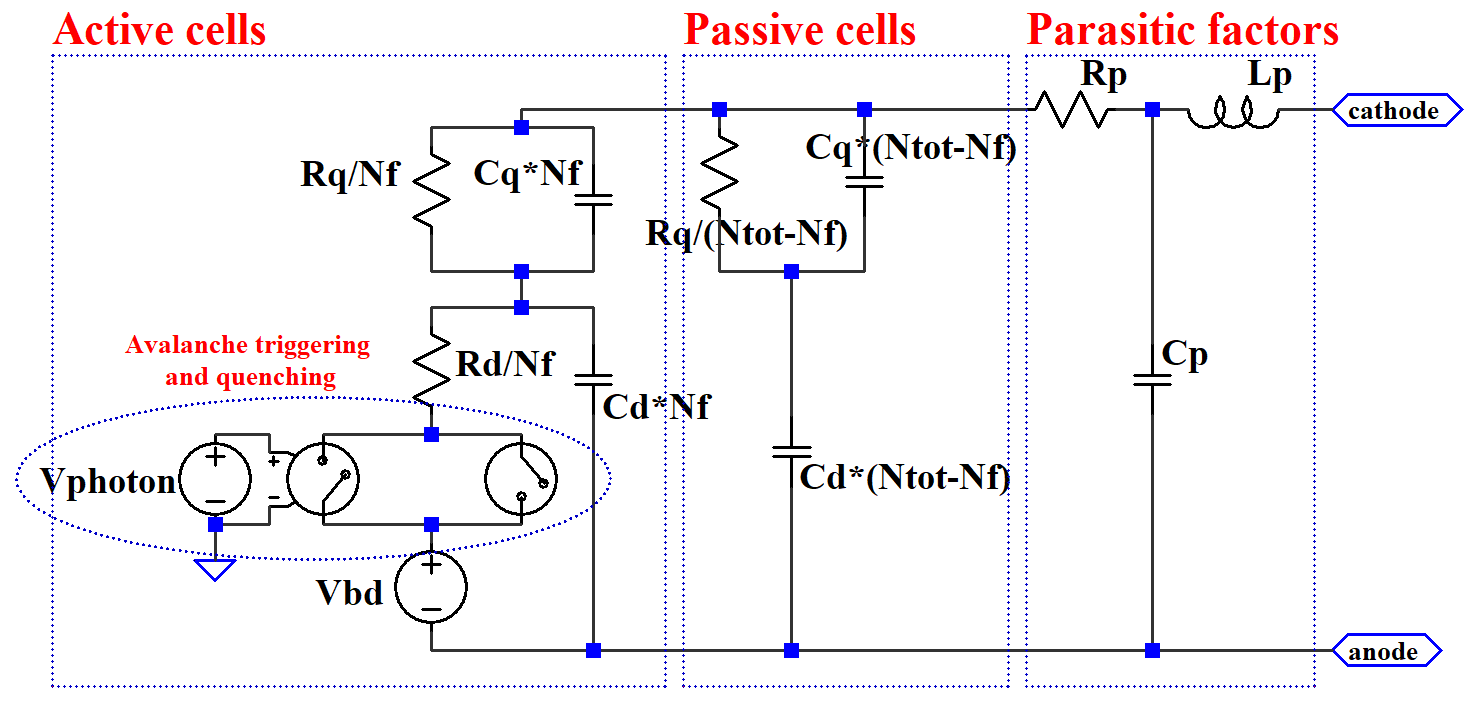 Active cells
Passive cells
Parasitic factors
Rp
Lp
cathode
Rq/Nf
Cq*Nf
Cq*(Ntot-Nf)
Rq/(Ntot-Nf)
Avalanche triggering
and quenching
Rd/Nf
Cd*Nf
Cp
Vphoton
+
−
+
−
Cd*(Ntot-Nf)
Vbd
+
−
anode